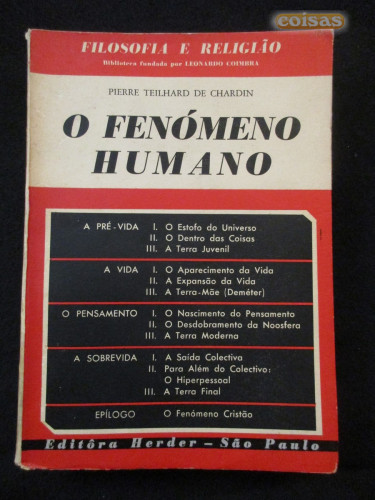 coisas
FILOSOFIA E RELIGIÃO
Biblioteca fundada por LEONARDO COIMBRA
PIERRE TEILHARD DE CHARDIN
O FENÓMENO
HUMANO
A PRÉ-VIDA I. O Estofo do Universo
II. O Dentro das Coisas
III. A Terra Juvenil
A VIDA I. O Aparecimento da Vida
II. A Expansão da Vida
III. A Terra-Mãe (Deméter)
O PENSAMENTO I. O Nascimento do Pensamento
II. O Desdobramento da Noosfera
III. A Terra Moderna
A SOBREVIDA I. A Saída Colectiva
II. Para Além do Colectivo:
O Hiperpessoal
III. A Terra Final
EPÍLOGO O Fenómeno Cristão
Editôra Herder – São Paulo